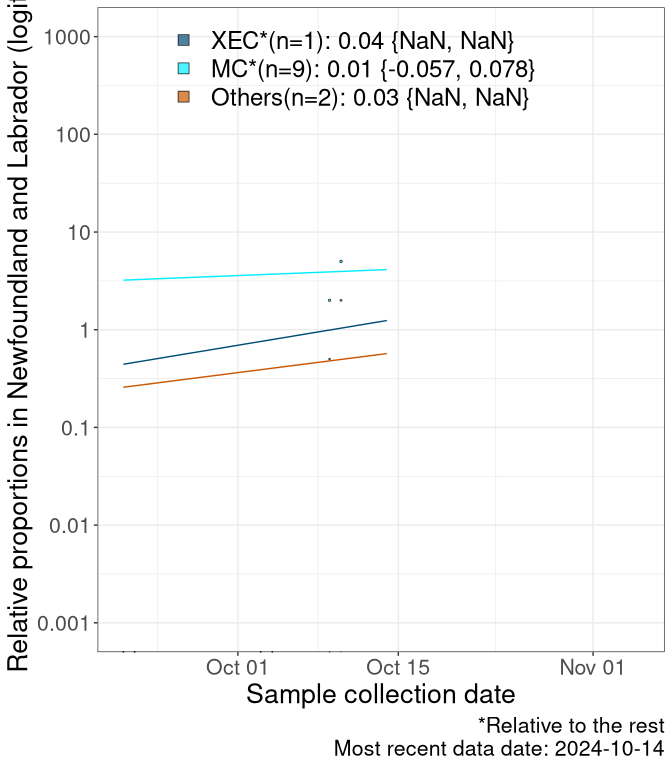 Relative proportions in Newfoundland and Labrador
XEC*(n=1): 0.04 {NaN, NaN}
MC*(n=9): 0.01 {-0.057, 0.078}
Others(n=2): 0.03 {NaN, NaN}
1000
100
10
1
0.1
0.01
0.001
Oct 01 Oct 15 Nov 01
Sample collection date
*Relative to the rest
Most recent data date: 2024-10-14